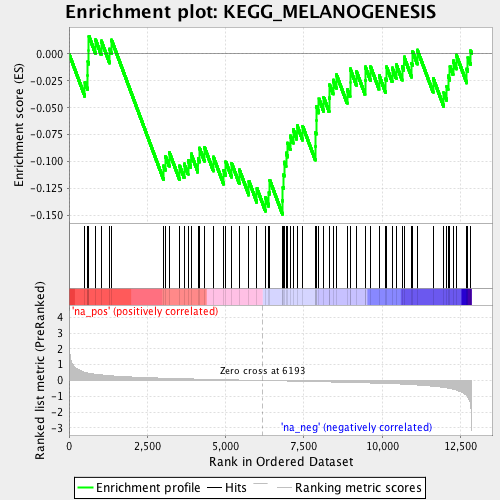 Enrichment plot: KEGG_MELANOGENESIS
Enrichment score (ES)
0.000
-0.025
-0.050
-0.075
-0.100
-0.125
-0.150
'na_pos' (positively correlated)
Ranked list metric (PreRanked)
4
3
2
1
0
-1
-2
-3
Zero cross at 6193
'na_neg' (negatively correlated)
0
2,500
5,000
7,500
10,000
12,500
Rank in Ordered Dataset
Enrichment profile
Hits
Ranking metric scores